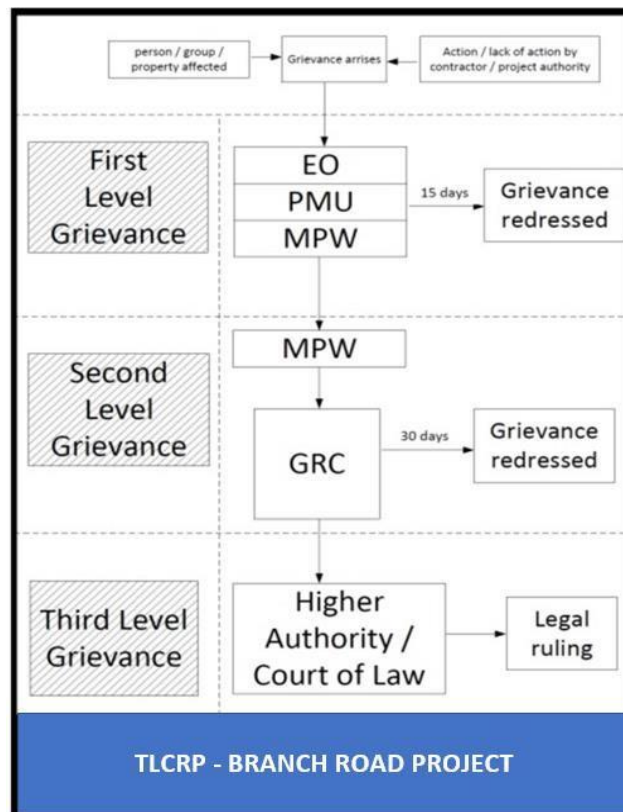 person / group /
property affected
Grievance arises
Action / lack of action by
contractor / project authority
First
Level
Grievance
EO
PMU
MPW
15 days
Grievance
redressed
Second
Level
Grievance
MPW
GRC
30 days
Grievance
redressed
Third Level
Grievance
Higher
Authority /
Court of Law
Legal
ruling
TLCRP - BRANCH ROAD PROJECT